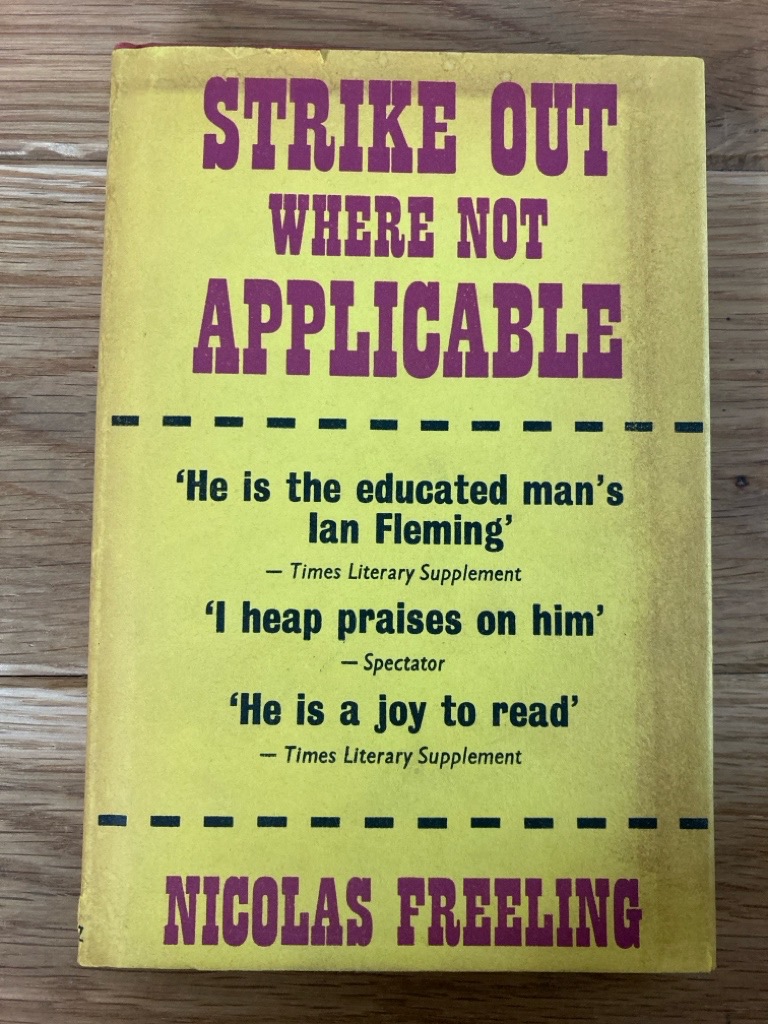 STRIKE OUT
WHERE NOT
APPLICABLE
‘He is the educated man’s
Ian Fleming’
— Times Literary Supplement
‘I heap praises on him’
— Spectator
‘He is a joy to read’
— Times Literary Supplement
NICOLAS FREELING